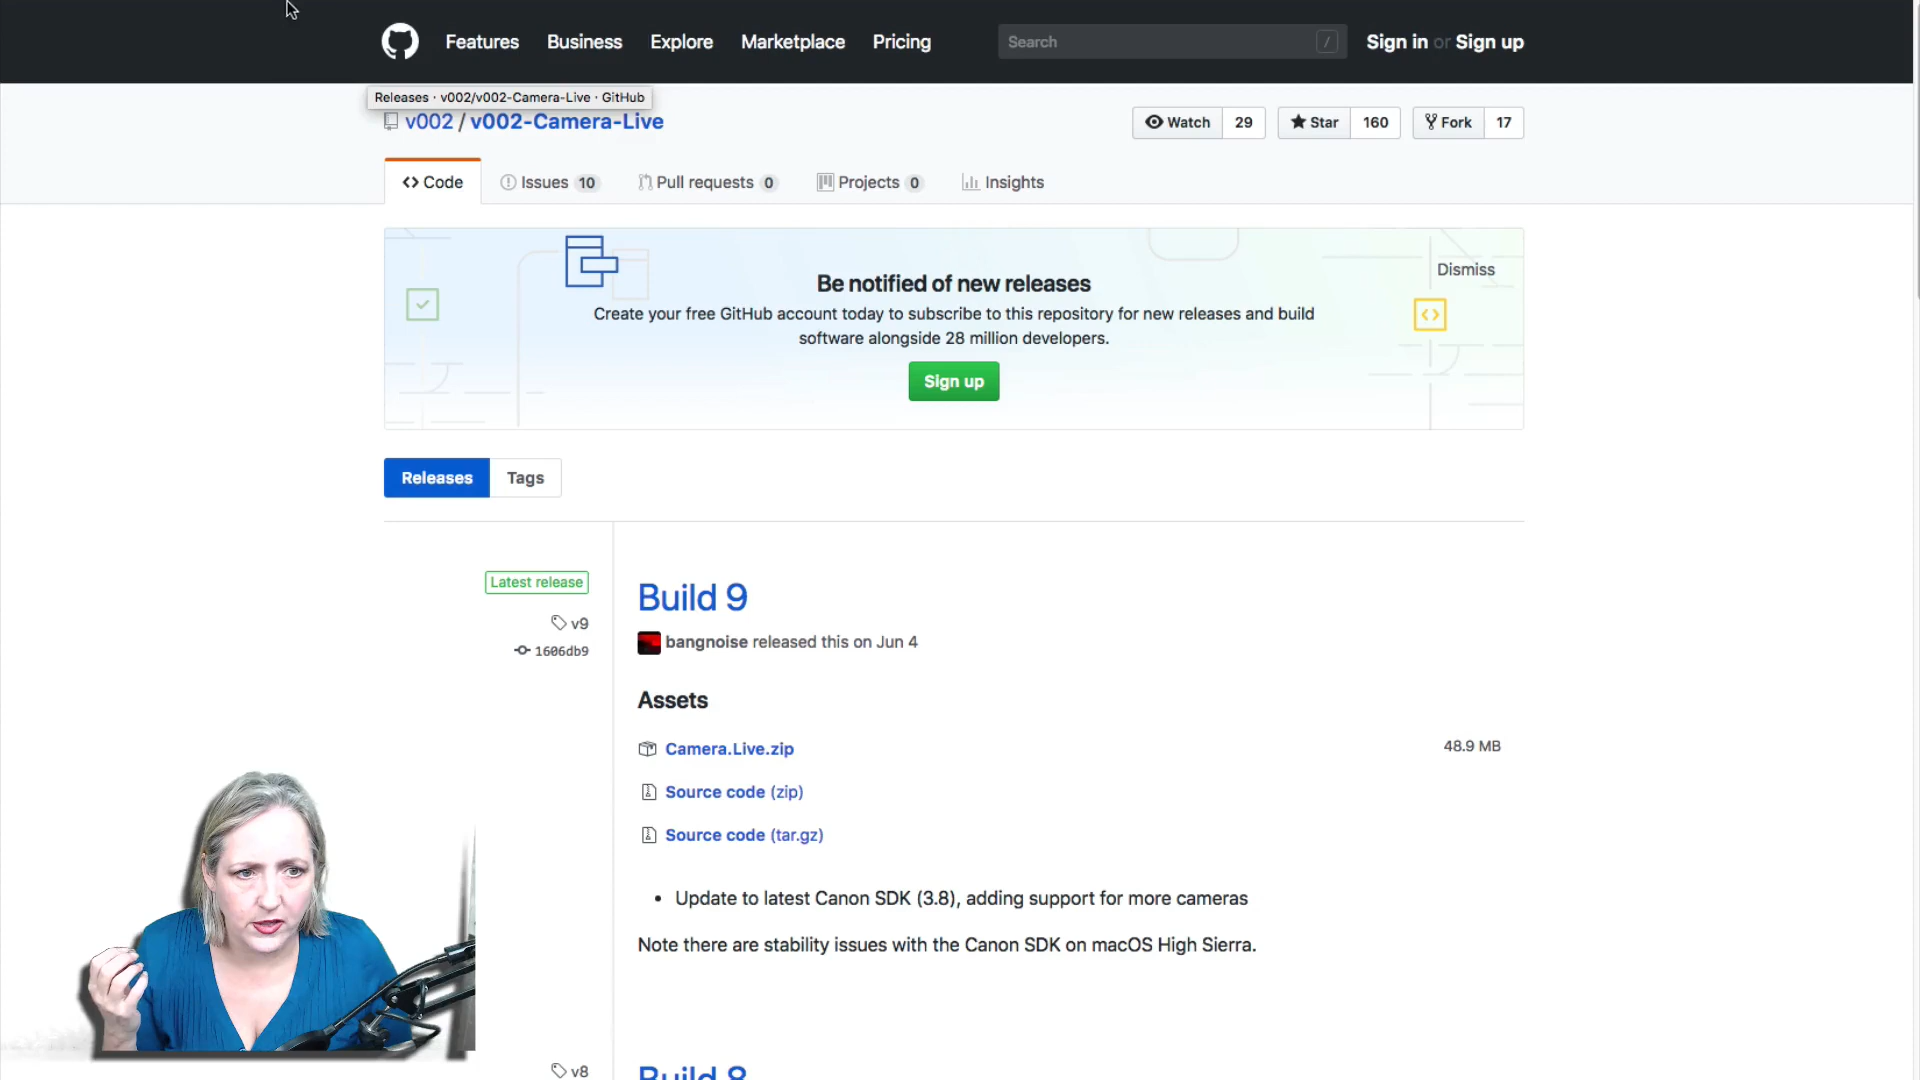 Features Business Explore Marketplace Pricing Search / Sign in or Sign up
Releases · v002/v002-Camera-Live · GitHub
v002 / v002-Camera-Live Watch 29 Star 160 Fork 17
Code Issues 10 Pull requests 0 Projects 0 Insights
Be notified of new releases
Dismiss
Create your free GitHub account today to subscribe to this repository for new releases and build
software alongside 28 million developers.
Sign up
Releases Tags
Latest release
v9
1606db9
Build 9
bangnoise released this on Jun 4
Assets
Camera.Live.zip 48.9 MB
Source code (zip)
Source code (tar.gz)
• Update to latest Canon SDK (3.8), adding support for more cameras
Note there are stability issues with the Canon SDK on macOS High Sierra.
v8
Build 8